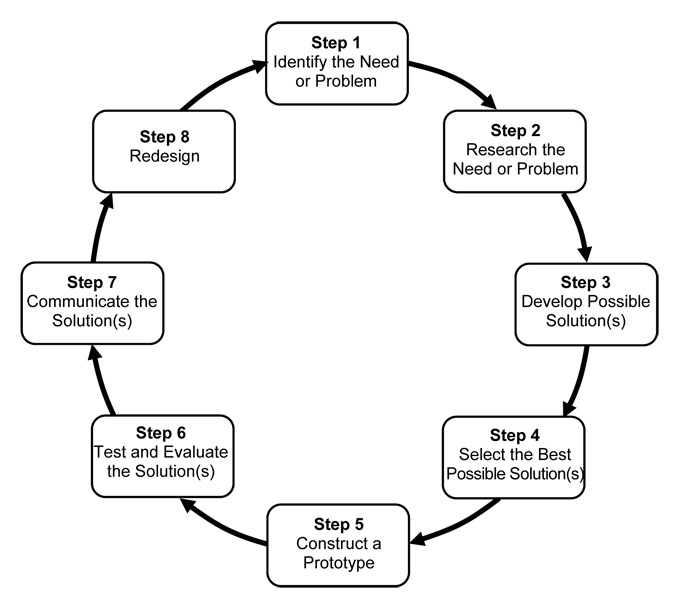 Step 1
Identify the Need
or Problem
Step 2
Research the
Need or Problem
Step 3
Develop Possible
Solution(s)
Step 4
Select the Best
Possible Solution(s)
Step 5
Construct a
Prototype
Step 6
Test and Evaluate
the Solution(s)
Step 7
Communicate the
Solution(s)
Step 8
Redesign